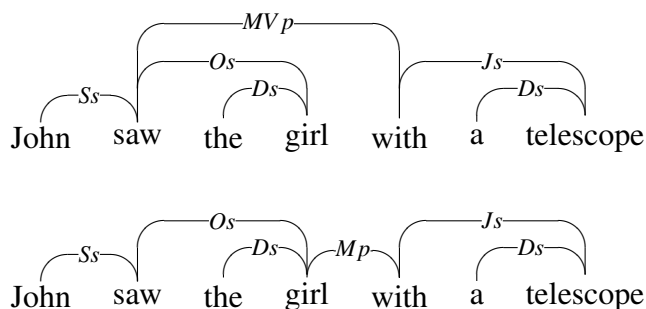 MVp
Os Js
Ss Ds Ds
John saw the girl with a telescope
Os Js
Ss Ds Mp Ds
John saw the girl with a telescope